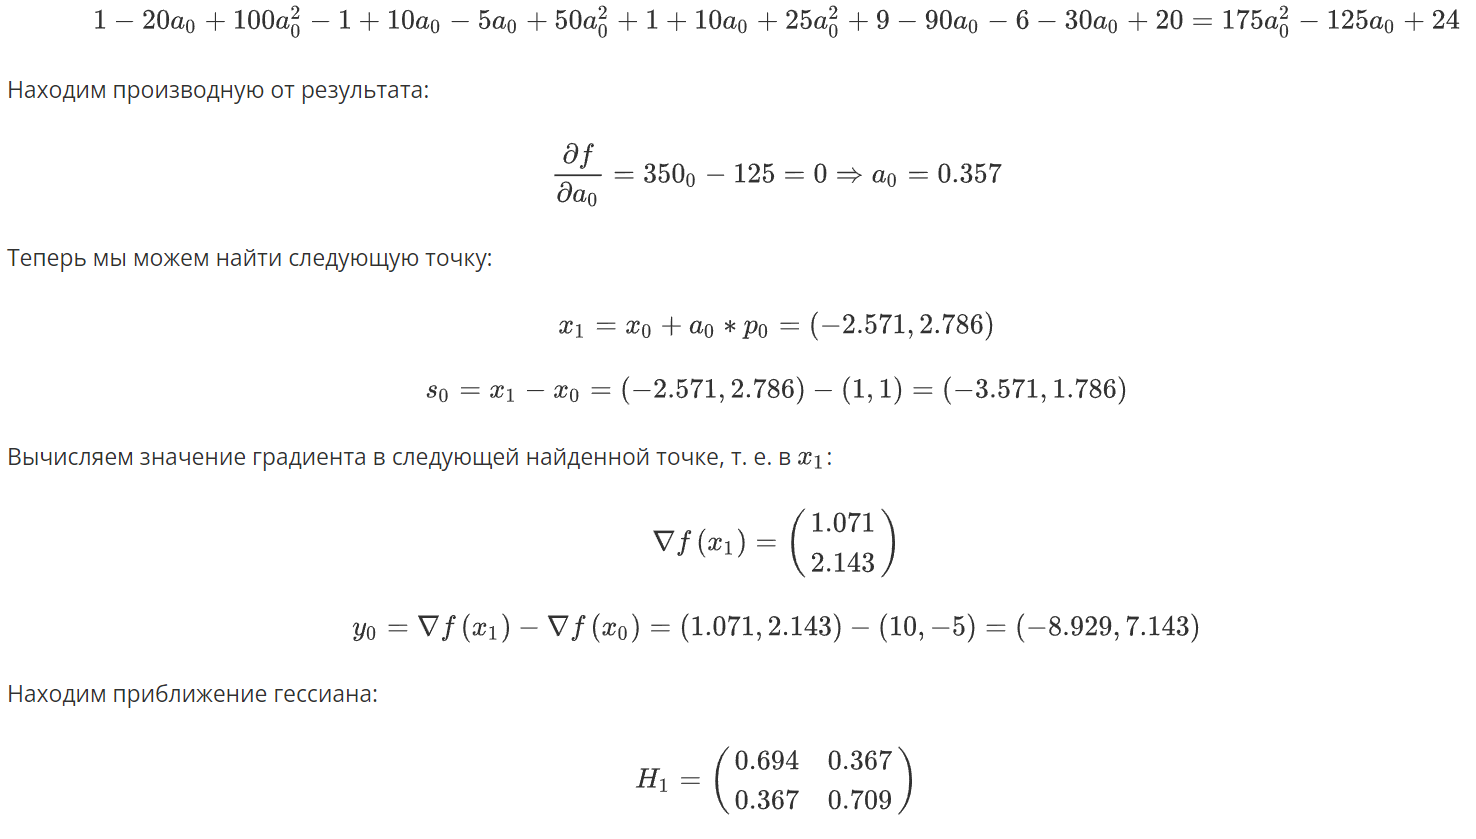 1 − 20a₀ + 100a₀² − 1 + 10a₀ − 5a₀ + 50a₀² + 1 + 10a₀ + 25a₀² + 9 − 90a₀ − 6 − 30a₀ + 20 = 175a₀² − 125a₀ + 24
Находим производную от результата:
∂f/∂a₀ = 350₀ − 125 = 0 ⇒ a₀ = 0.357
Теперь мы можем найти следующую точку:
x₁ = x₀ + a₀ * p₀ = (−2.571, 2.786)
s₀ = x₁ − x₀ = (−2.571, 2.786) − (1, 1) = (−3.571, 1.786)
Вычисляем значение градиента в следующей найденной точке, т. е. в x₁:
∇f (x₁) = (1.071
2.143)
y₀ = ∇f (x₁) − ∇f (x₀) = (1.071, 2.143) − (10, −5) = (−8.929, 7.143)
Находим приближение гессиана:
H₁ = (0.694 0.367
0.367 0.709)